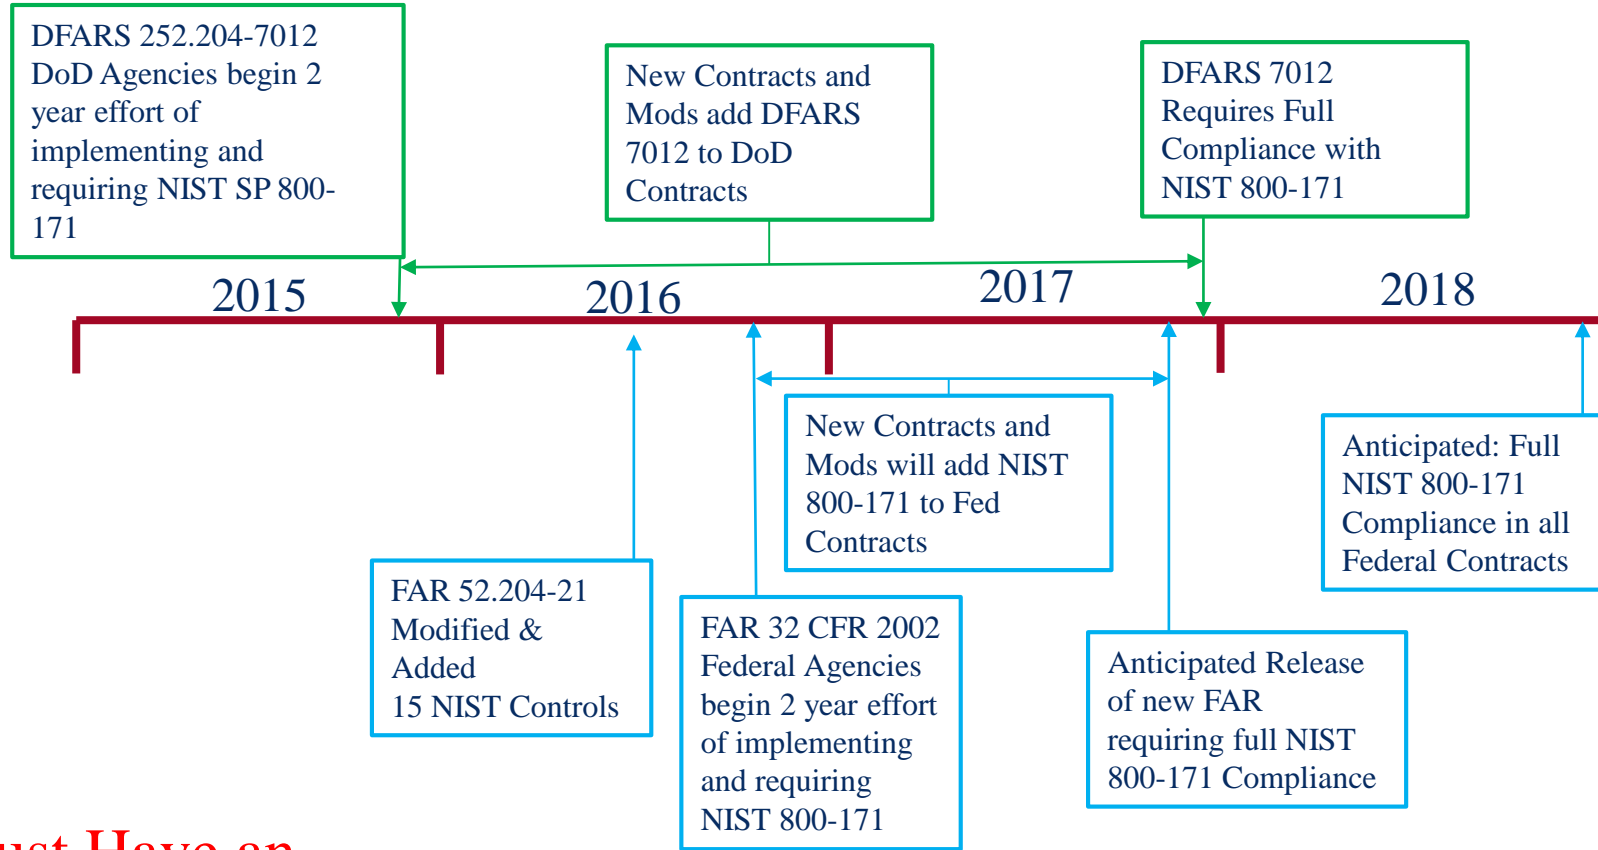 DFARS 252.204-7012
DoD Agencies begin 2
year effort of
implementing and
requiring NIST SP 800-
171
New Contracts and
Mods add DFARS
7012 to DoD
Contracts
DFARS 7012
Requires Full
Compliance with
NIST 800-171
2015
2016
2017
2018
New Contracts and
Mods will add NIST
800-171 to Fed
Contracts
Anticipated: Full
NIST 800-171
Compliance in all
Federal Contracts
FAR 52.204-21
Modified &
Added
15 NIST Controls
FAR 32 CFR 2002
Federal Agencies
begin 2 year effort
of implementing
and requiring
NIST 800-171
Anticipated Release
of new FAR
requiring full NIST
800-171 Compliance
Have an